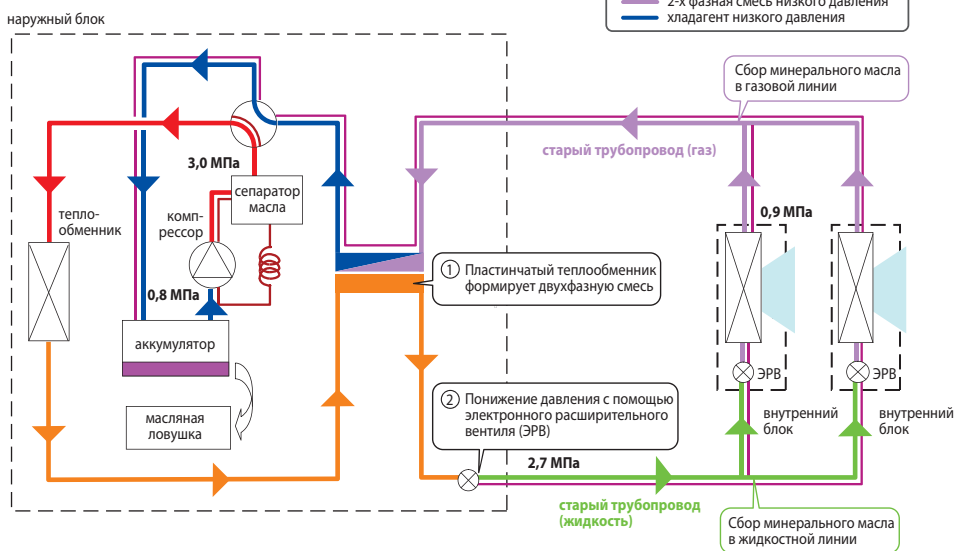 2-х фазная смесь низкого давления
хладагент низкого давления
наружный блок
Сбор минерального масла
в газовой линии
старый трубопровод (газ)
3,0 МПа
сепаратор
масла
тепло-
обменник
комп-
рессор
0,9 МПа
① Пластинчатый теплообменник
формирует двухфазную смесь
0,8 МПа
аккумулятор
ЭРВ
ЭРВ
② Понижение давления с помощью
электронного расширительного
вентиля (ЭРВ)
масляная
ловушка
внутренний
блок
внутренний
блок
2,7 МПа
старый трубопровод
(жидкость)
Сбор минерального масла
в жидкостной линии